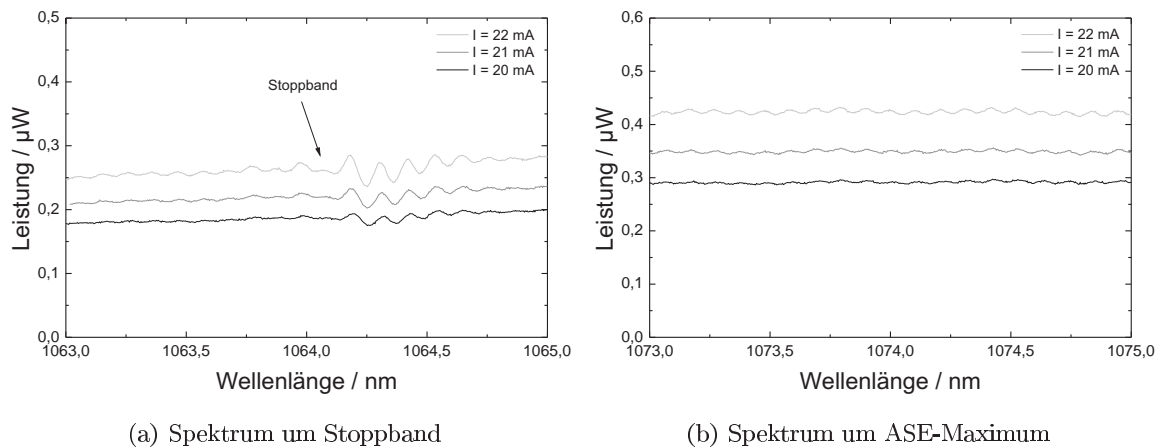 0,5
0,4
0,3
0,2
0,1
0,0
Leistung / µW
I = 22 mA
I = 21 mA
I = 20 mA
Stoppband
1063,0 1063,5 1064,0 1064,5 1065,0
Wellenlänge / nm
(a) Spektrum um Stoppband
0,6
0,5
0,4
0,3
0,2
0,1
0,0
Leistung / µW
I = 22 mA
I = 21 mA
I = 20 mA
1073,0 1073,5 1074,0 1074,5 1075,0
Wellenlänge / nm
(b) Spektrum um ASE-Maximum